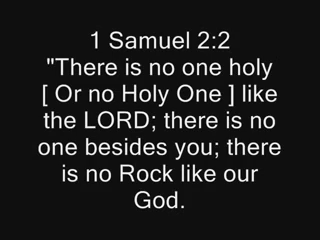 1 Samuel 2:2
"There is no one holy
[ Or no Holy One ] like
the LORD; there is no
one besides you; there
is no Rock like our
God.